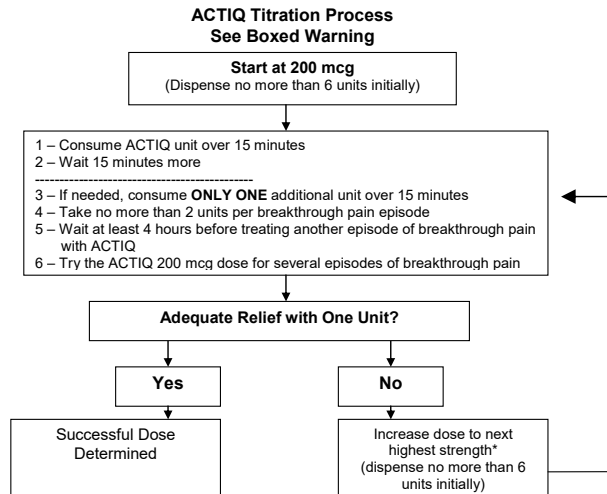 ACTIQ Titration Process
See Boxed Warning
Start at 200 mcg
(Dispense no more than 6 units initially)
1 – Consume ACTIQ unit over 15 minutes
2 – Wait 15 minutes more
--------------------------------------------
3 – If needed, consume ONLY ONE additional unit over 15 minutes
4 – Take no more than 2 units per breakthrough pain episode
5 – Wait at least 4 hours before treating another episode of breakthrough pain
with ACTIQ
6 – Try the ACTIQ 200 mcg dose for several episodes of breakthrough pain
Adequate Relief with One Unit?
Yes
No
Successful Dose
Determined
Increase dose to next
highest strength*
(dispense no more than 6
units initially)